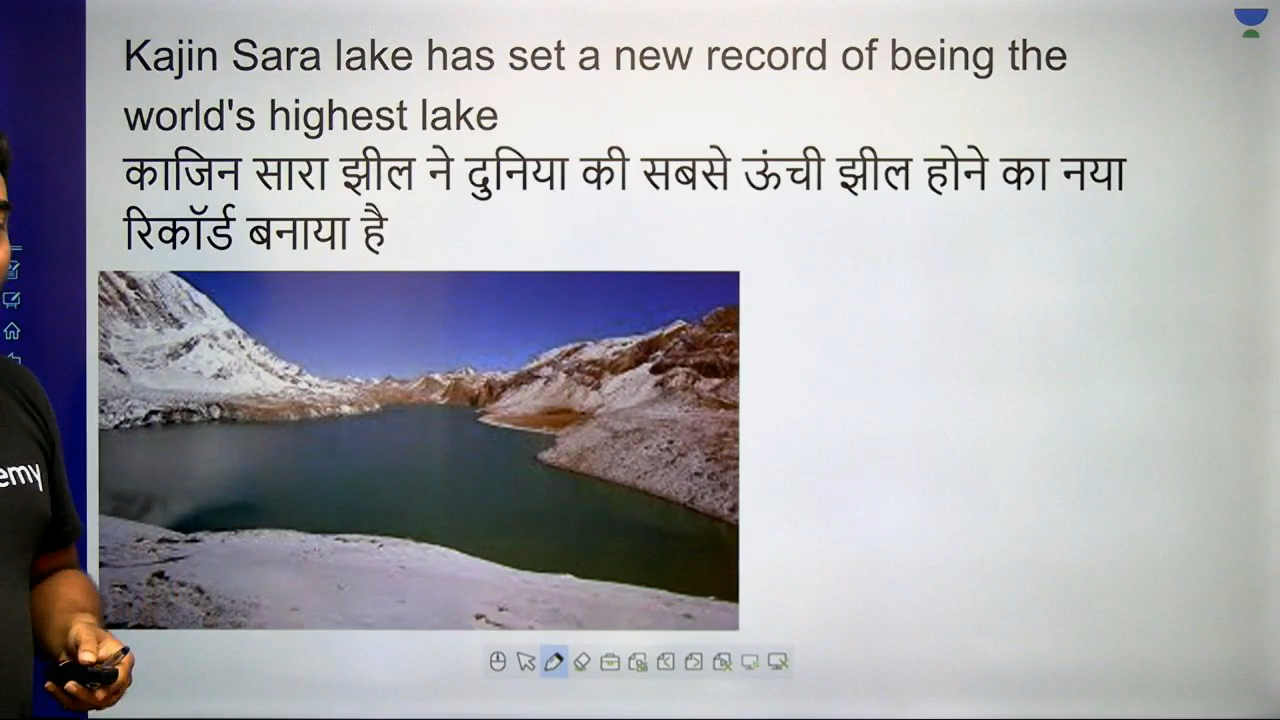 Kajin Sara lake has set a new record of being the
world's highest lake
काजिन सारा झील ने दुनिया की सबसे ऊंची झील होने का नया
रिकॉर्ड बनाया है
emy